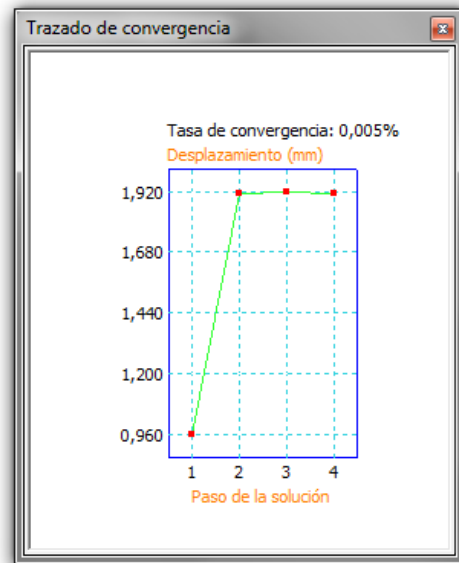 Trazado de convergencia
Tasa de convergencia: 0,005%
Desplazamiento (mm)
1,920
1,680
1,440
1,200
0,960
1 2 3 4
Paso de la solución